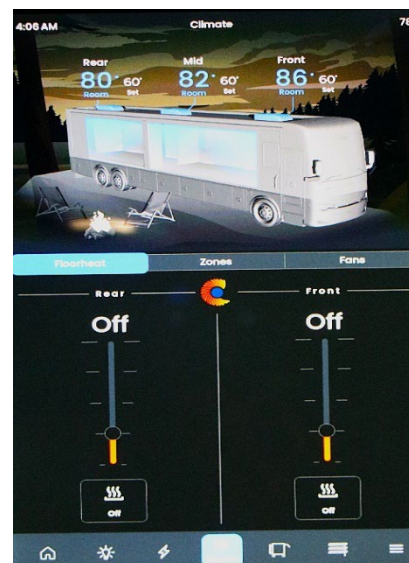 4:06 AM Climate 78
Rear Mid Front
80° 60° 82° 60° 86° 60°
Room Set Room Set Room Set
Floorheat Zones Fans
Rear Front
Off Off
Off Off